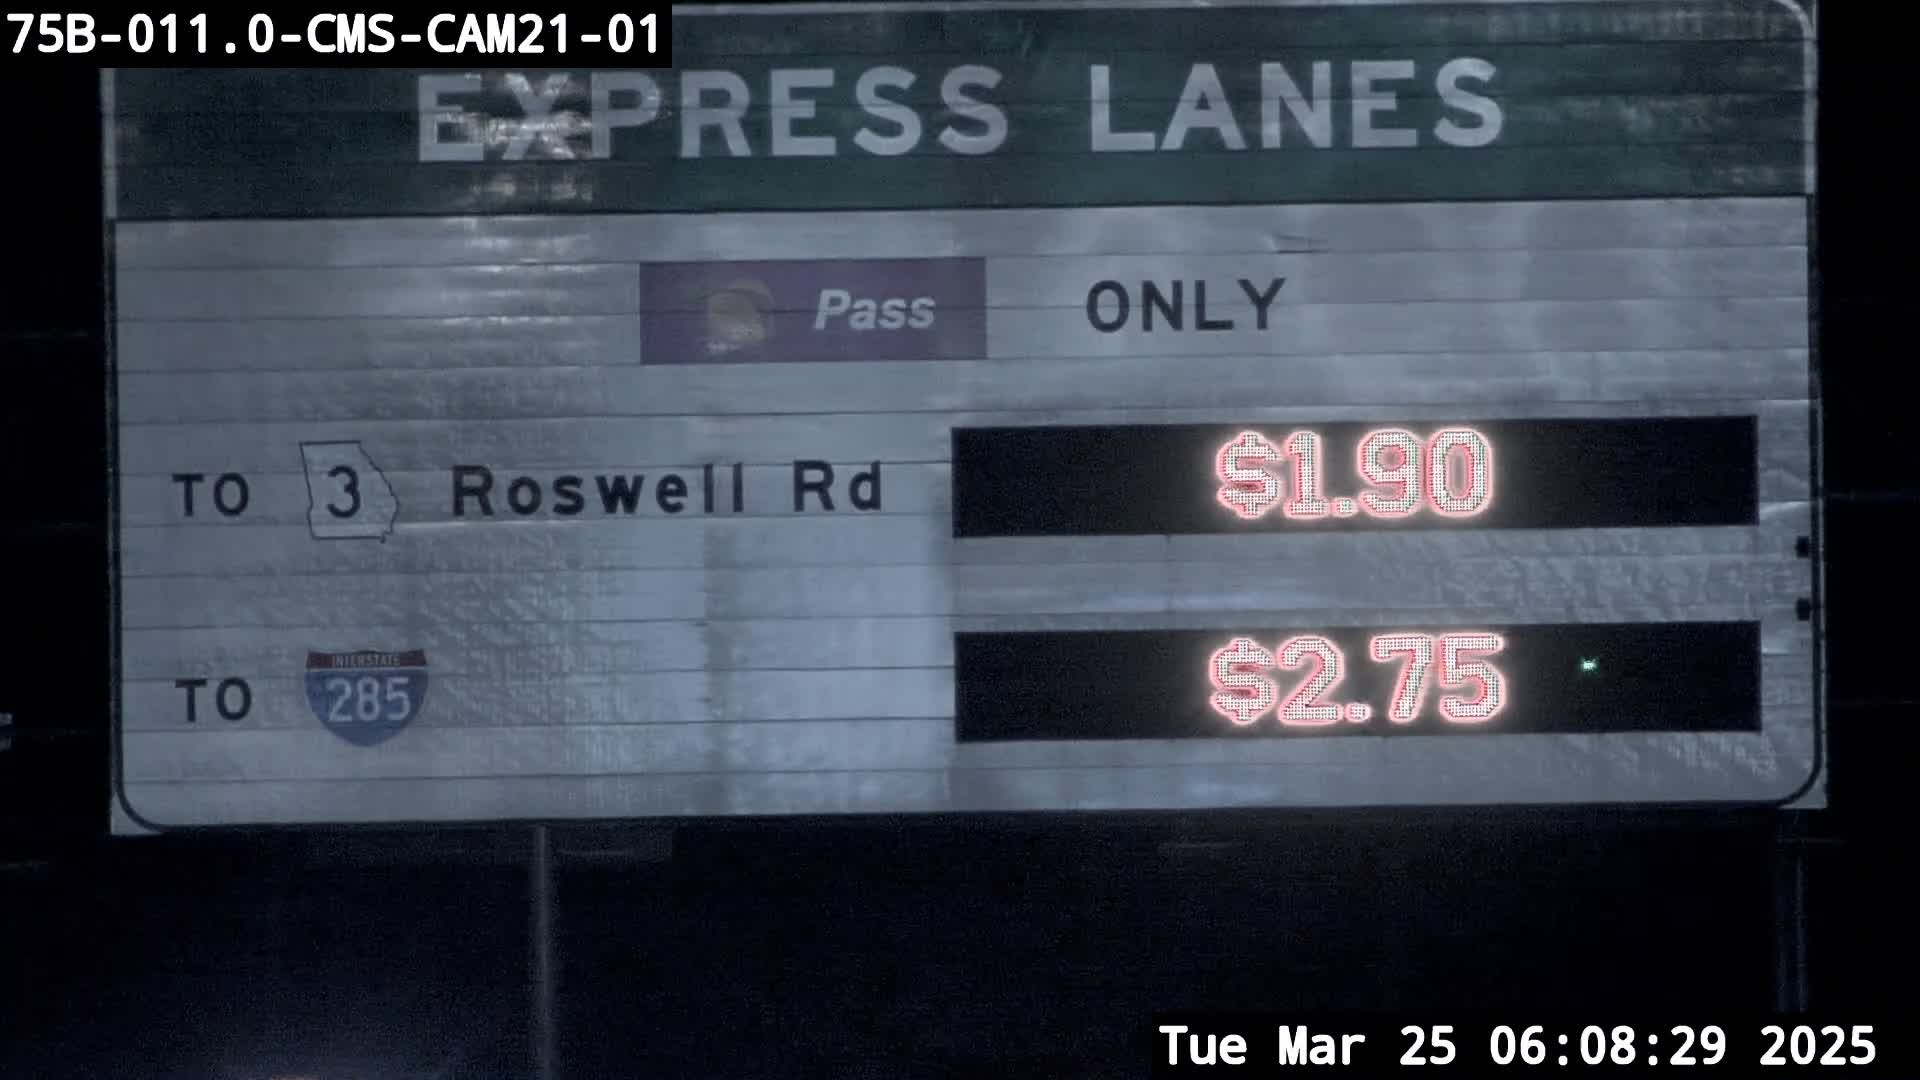 75B-011.0-CMS-CAM21-01
EXPRESS LANES
Pass ONLY
TO 3 Roswell Rd $1.90
TO INTERSTATE 285 $2.75
Tue Mar 25 06:08:29 2025